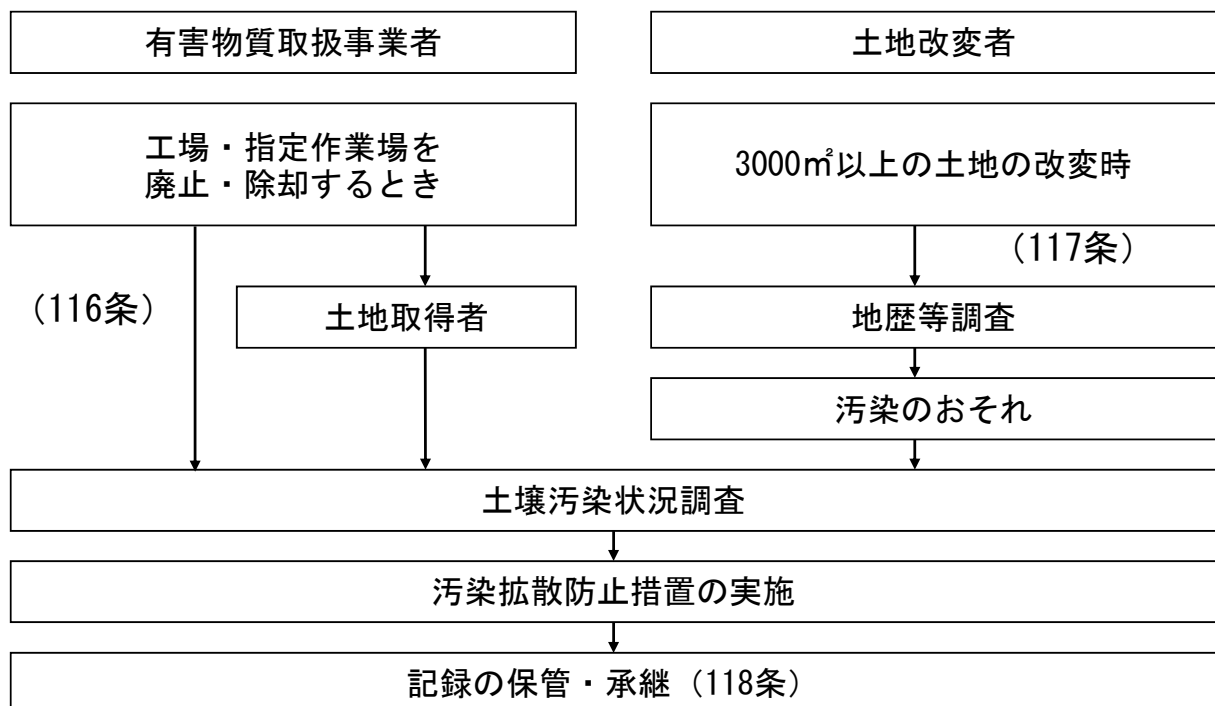 有害物質取扱事業者
土地改変者
工場・指定作業場を
廃止・除却するとき
3000㎡以上の土地の改変時
（117条）
（116条）
土地取得者
地歴等調査
汚染のおそれ
土壌汚染状況調査
汚染拡散防止措置の実施
記録の保管・承継（118条）